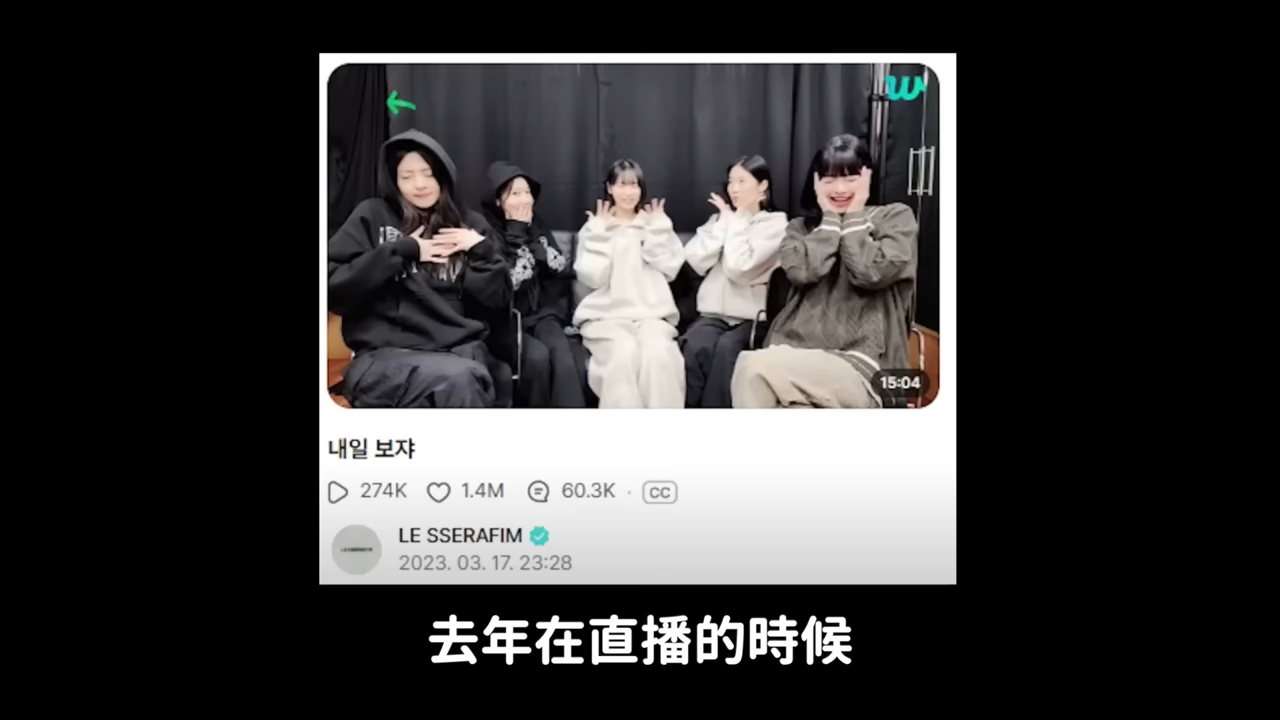 15:04
내일 보쟈
274K 1.4M 60.3K · CC
LE SSERAFIM
2023. 03. 17. 23:28
去年在直播的時候